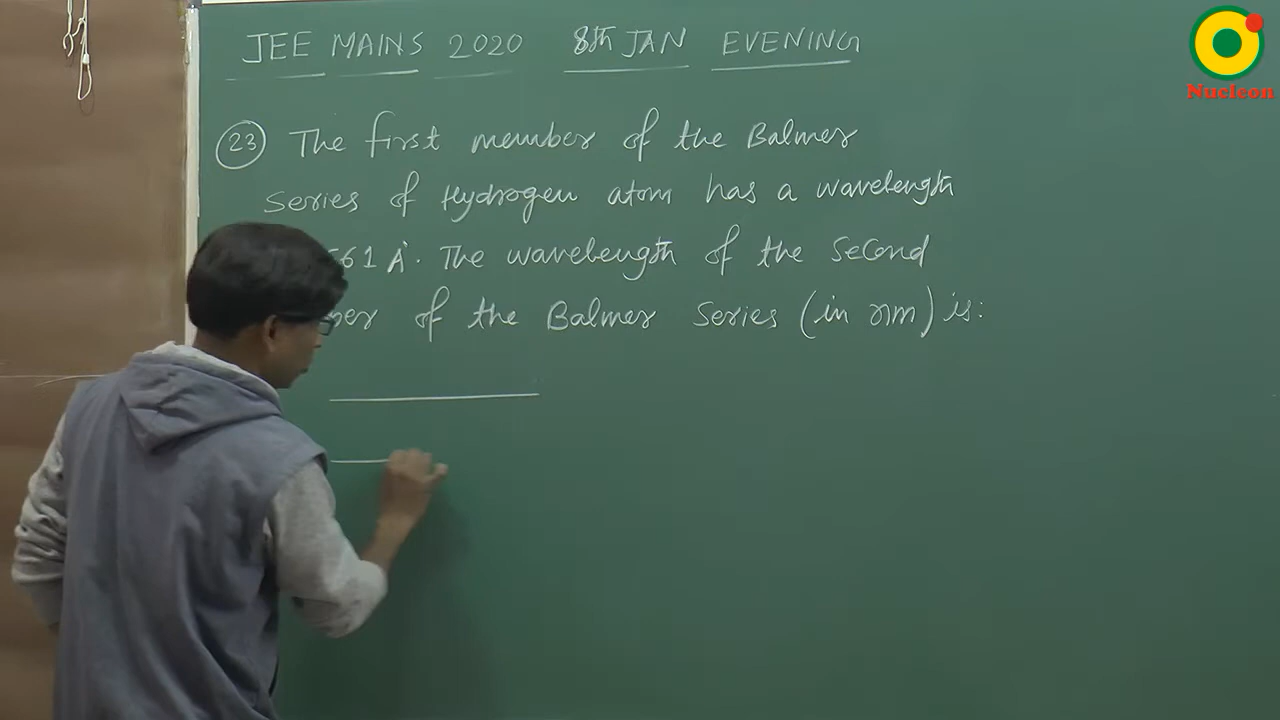 JEE MAINS 2020 8th JAN EVENING
Nucleon
23 The first member of the Balmer
series of Hydrogen atom has a wavelength
561 Å. The wavelength of the Second
ber of the Balmer Series (in nm) is: